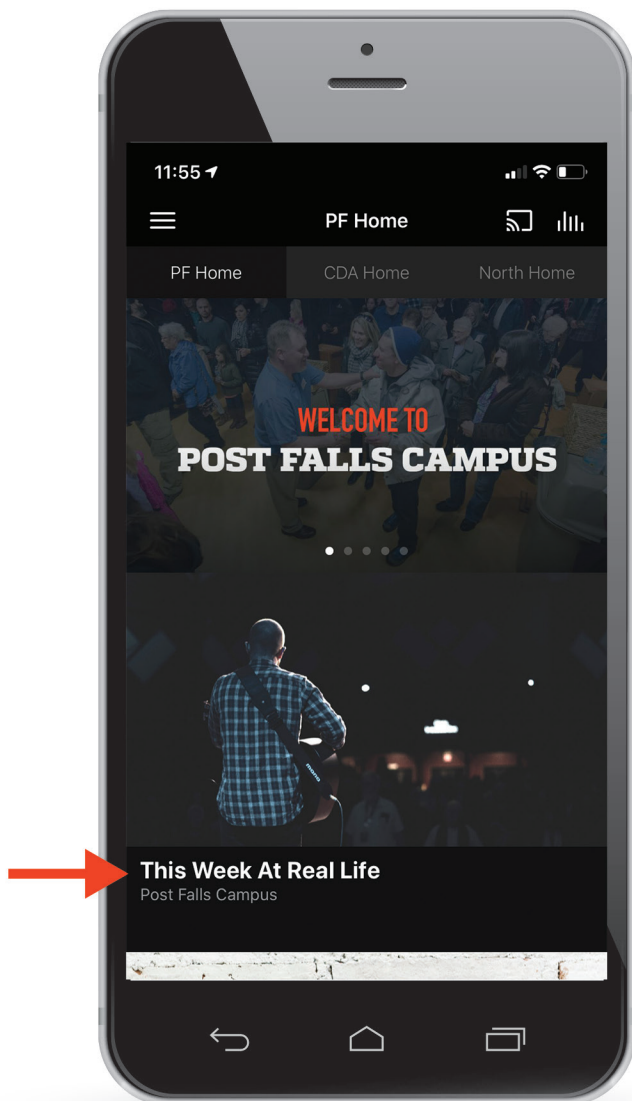 11:55
PF Home
PF Home CDA Home North Home
WELCOME TO
POST FALLS CAMPUS
mono
This Week At Real Life
Post Falls Campus